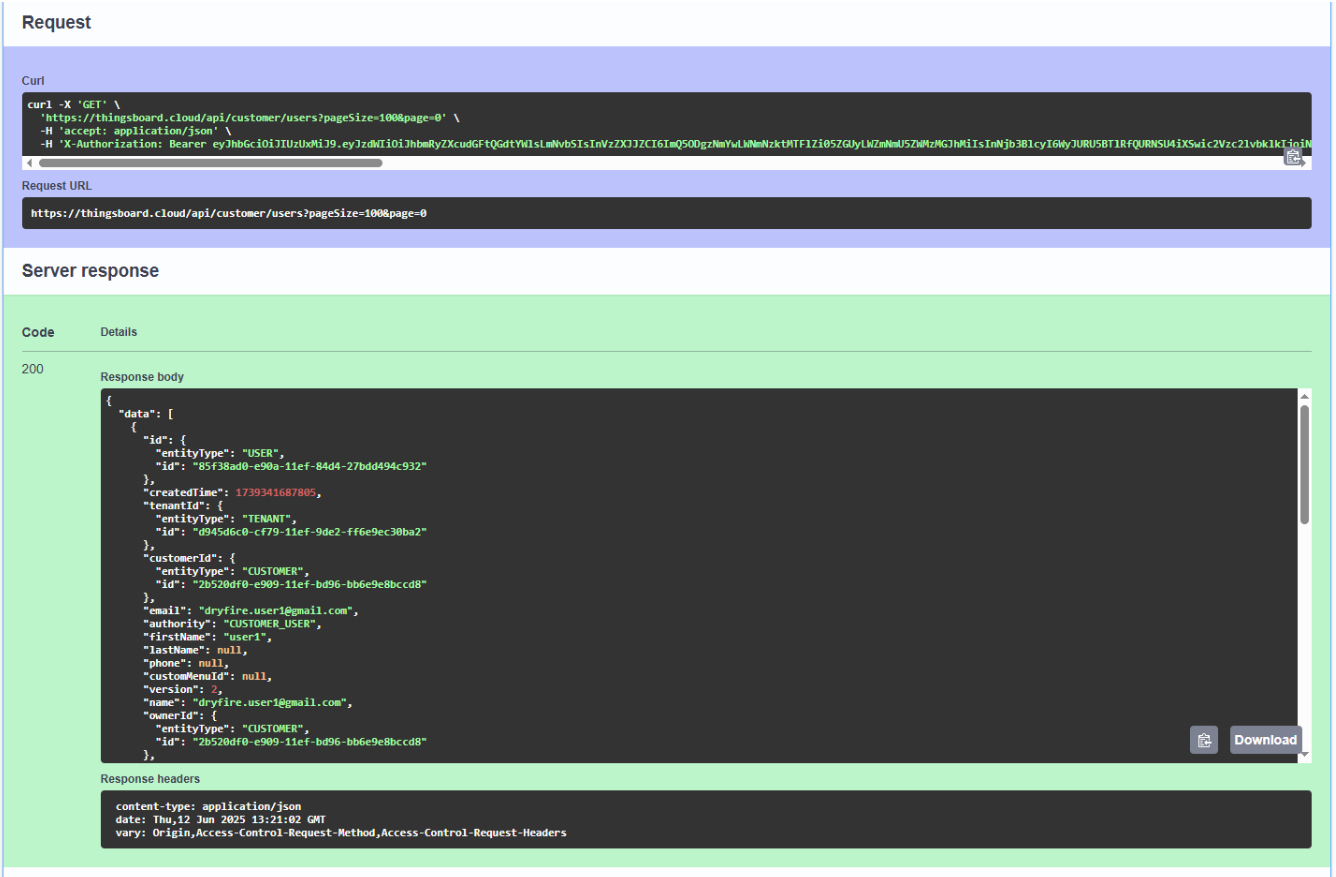 Request
Curl
curl -X 'GET' \
'https://thingsboard.cloud/api/customer/users?pageSize=100&page=0' \
-H 'accept: application/json' \
-H 'X-Authorization: Bearer
Request URL
https://thingsboard.cloud/api/customer/users?pageSize=100&page=0
Server response
Code Details
200
Response body
{
"data": [
{
"id": {
"entityType": "USER",
"id": "85f38ad0-e90a-11ef-84d4-27bdd494c932"
},
"createdTime": 1739341687805,
"tenantId": {
"entityType": "TENANT",
"id": "d945d6c0-cf79-11ef-9de2-ff6e9ec30ba2"
},
"customerId": {
"entityType": "CUSTOMER",
"id": "2b520df0-e909-11ef-bd96-bb6e9e8bccd8"
},
"email": "dryfire.user1@gmail.com",
"authority": "CUSTOMER_USER",
"firstName": "user1",
"lastName": null,
"phone": null,
"customMenuId": null,
"version": 2,
"name": "dryfire.user1@gmail.com",
"ownerId": {
"entityType": "CUSTOMER",
"id": "2b520df0-e909-11ef-bd96-bb6e9e8bccd8"
},
Download
Response headers
content-type: application/json
date: Thu,12 Jun 2025 13:21:02 GMT
vary: Origin,Access-Control-Request-Method,Access-Control-Request-Headers